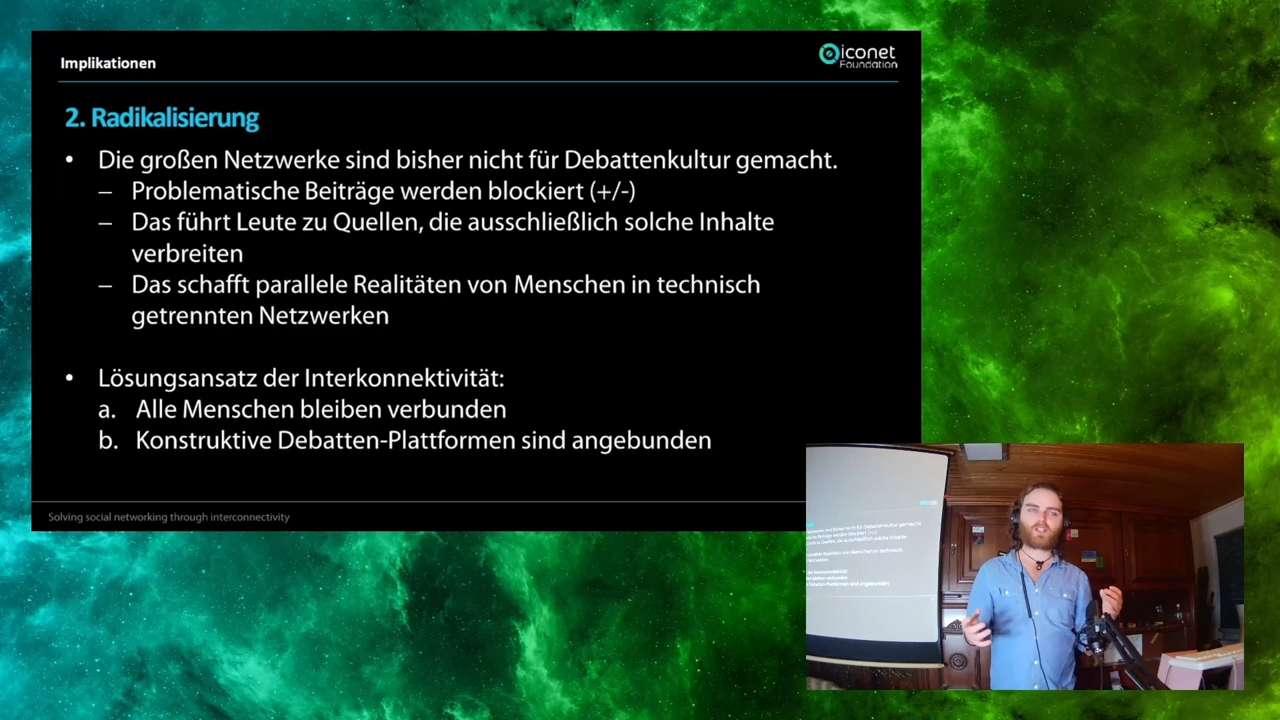 Implikationen
iconet
Foundation
2. Radikalisierung
• Die großen Netzwerke sind bisher nicht für Debattenkultur gemacht.
– Problematische Beiträge werden blockiert (+/-)
– Das führt Leute zu Quellen, die ausschließlich solche Inhalte
verbreiten
– Das schafft parallele Realitäten von Menschen in technisch
getrennten Netzwerken
• Lösungsansatz der Interkonnektivität:
a. Alle Menschen bleiben verbunden
b. Konstruktive Debatten-Plattformen sind angebunden
Solving social networking through interconnectivity